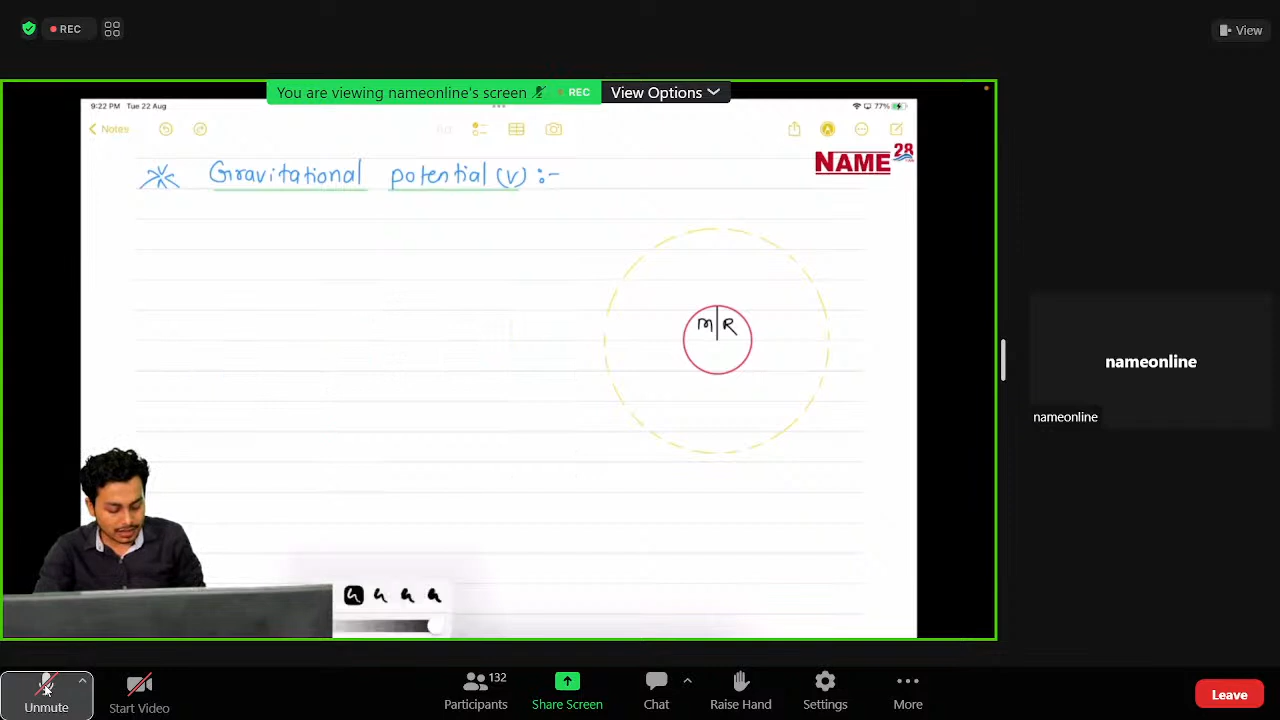 REC
View
You are viewing nameonline's screen REC View Options
9:22 PM Tue 22 Aug
77%
Notes
NAME 28
* Gravitational potential (v) :-
M R
nameonline
nameonline
Unmute
Start Video
132
Participants
Share Screen
Chat
Raise Hand
Settings
More
Leave